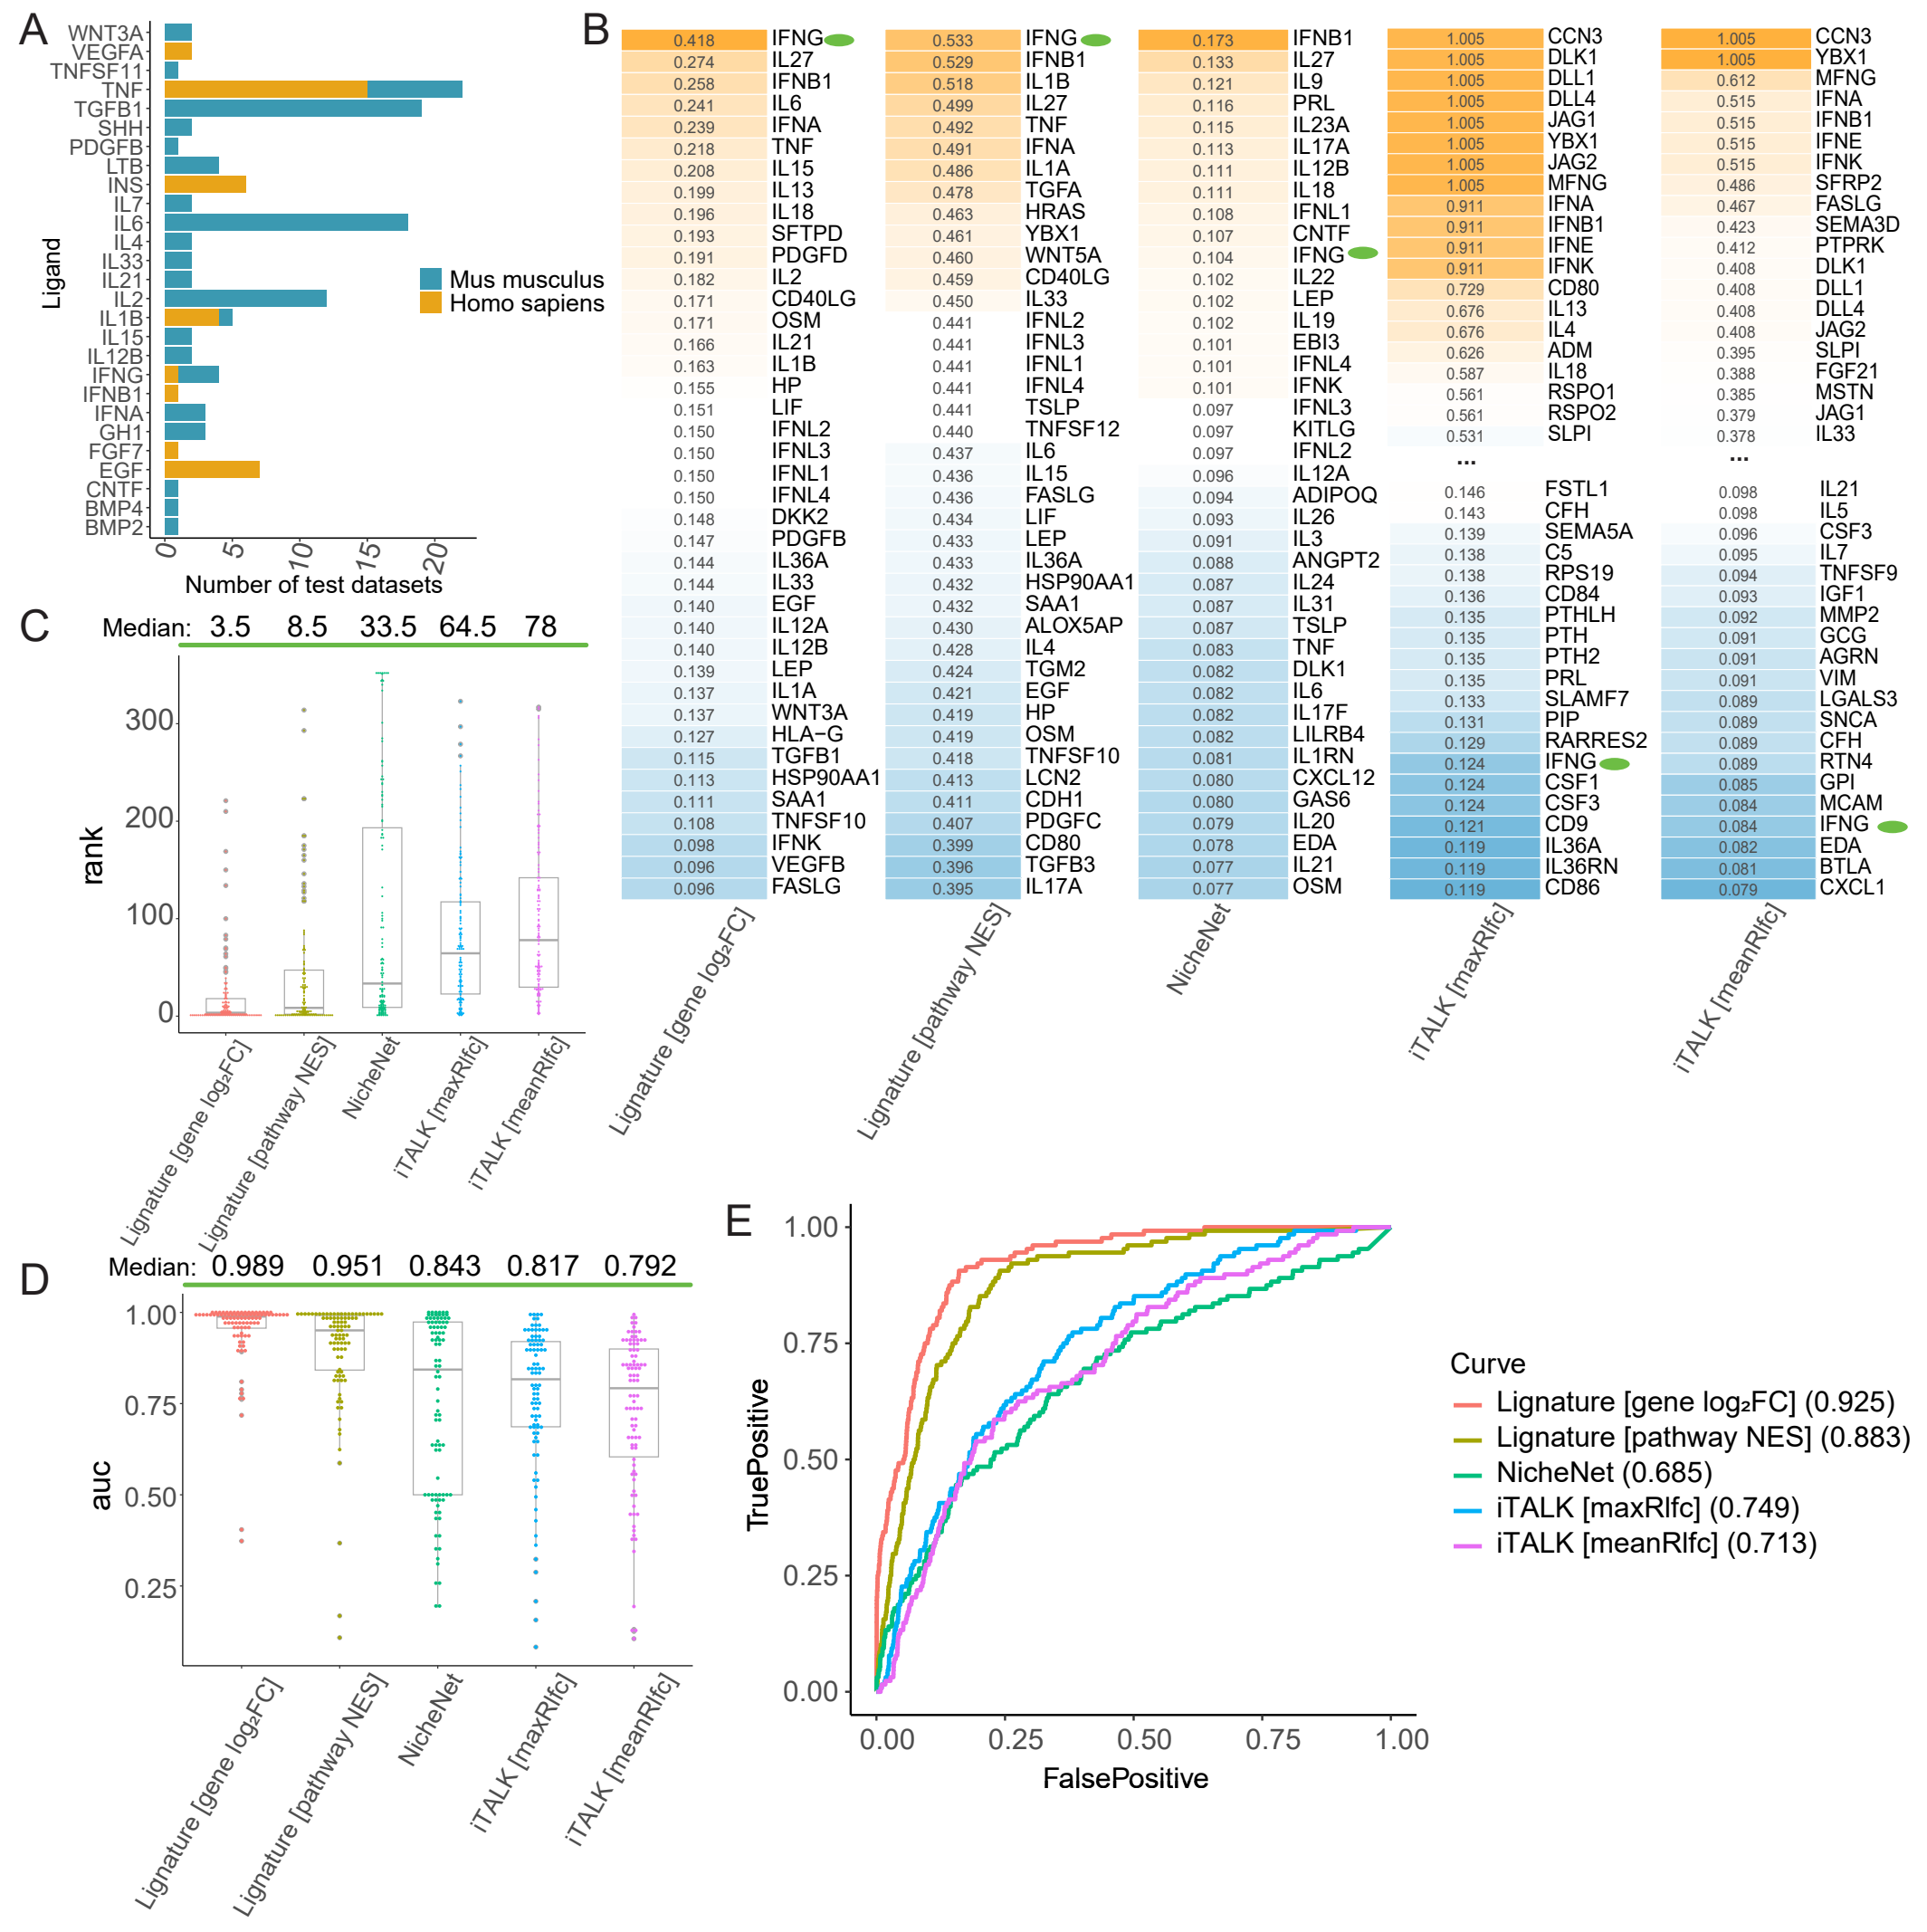 A
WNT3A
VEGFA
TNFSF11
TNF
TGFB1
SHH
PDGFB
LTB
INS
IL7
IL6
IL4
IL33
IL21
IL2
IL1B
IL15
IL12B
IFNG
IFNB1
IFNA
GH1
FGF7
EGF
CNTF
BMP4
BMP2
Ligand
0 5 10 15 20
Number of test datasets
Mus musculus
Homo sapiens
B
0.418 IFNG
0.274 IL27
0.258 IFNB1
0.241 IL6
0.239 IFNA
0.218 TNF
0.208 IL15
0.199 IL13
0.196 IL18
0.193 SFTPD
0.191 PDGFD
0.182 IL2
0.171 CD40LG
0.171 OSM
0.166 IL21
0.163 IL1B
0.155 HP
0.151 LIF
0.150 IFNL2
0.150 IFNL3
0.150 IFNL1
0.150 IFNL4
0.148 DKK2
0.147 PDGFB
0.144 IL36A
0.144 IL33
0.140 EGF
0.140 IL12A
0.140 IL12B
0.139 LEP
0.137 IL1A
0.137 WNT3A
0.127 HLA−G
0.115 TGFB1
0.113 HSP90AA1
0.111 SAA1
0.108 TNFSF10
0.098 IFNK
0.096 VEGFB
0.096 FASLG
Lignature [gene log₂FC]
0.533 IFNG
0.529 IFNB1
0.518 IL1B
0.499 IL27
0.492 TNF
0.491 IFNA
0.486 IL1A
0.478 TGFA
0.463 HRAS
0.461 YBX1
0.460 WNT5A
0.459 CD40LG
0.450 IL33
0.441 IFNL2
0.441 IFNL3
0.441 IFNL1
0.441 IFNL4
0.441 TSLP
0.440 TNFSF12
0.437 IL6
0.436 IL15
0.436 FASLG
0.434 LIF
0.433 LEP
0.433 IL36A
0.432 HSP90AA1
0.432 SAA1
0.430 ALOX5AP
0.428 IL4
0.424 TGM2
0.421 EGF
0.419 HP
0.419 OSM
0.418 TNFSF10
0.413 LCN2
0.411 CDH1
0.407 PDGFC
0.399 CD80
0.396 TGFB3
0.395 IL17A
Lignature [pathway NES]
0.173 IFNB1
0.133 IL27
0.121 IL9
0.116 PRL
0.115 IL23A
0.113 IL17A
0.111 IL12B
0.111 IL18
0.108 IFNL1
0.107 CNTF
0.104 IFNG
0.102 IL22
0.102 LEP
0.102 IL19
0.101 EBI3
0.101 IFNL4
0.101 IFNK
0.097 IFNL3
0.097 KITLG
0.097 IFNL2
0.096 IL12A
0.094 ADIPOQ
0.093 IL26
0.091 IL3
0.088 ANGPT2
0.087 IL24
0.087 IL31
0.087 TSLP
0.083 TNF
0.082 DLK1
0.082 IL6
0.082 IL17F
0.082 LILRB4
0.081 IL1RN
0.080 CXCL12
0.080 GAS6
0.079 IL20
0.078 EDA
0.077 IL21
0.077 OSM
NicheNet
1.005 CCN3
1.005 DLK1
1.005 DLL1
1.005 DLL4
1.005 JAG1
1.005 YBX1
1.005 JAG2
1.005 MFNG
0.911 IFNA
0.911 IFNB1
0.911 IFNE
0.911 IFNK
0.729 CD80
0.676 IL13
0.676 IL4
0.626 ADM
0.587 IL18
0.561 RSPO1
0.561 RSPO2
0.531 SLPI
...
0.146 FSTL1
0.143 CFH
0.139 SEMA5A
0.138 C5
0.138 RPS19
0.136 CD84
0.135 PTHLH
0.135 PTH
0.135 PTH2
0.135 PRL
0.133 SLAMF7
0.131 PIP
0.129 RARRES2
0.124 IFNG
0.124 CSF1
0.124 CSF3
0.121 CD9
0.119 IL36A
0.119 IL36RN
0.119 CD86
iTALK [maxRlfc]
1.005 CCN3
1.005 YBX1
0.612 MFNG
0.515 IFNA
0.515 IFNB1
0.515 IFNE
0.515 IFNK
0.486 SFRP2
0.467 FASLG
0.423 SEMA3D
0.412 PTPRK
0.408 DLK1
0.408 DLL1
0.408 DLL4
0.408 JAG2
0.395 SLPI
0.388 FGF21
0.385 MSTN
0.379 JAG1
0.378 IL33
...
0.098 IL21
0.098 IL5
0.096 CSF3
0.095 IL7
0.094 TNFSF9
0.093 IGF1
0.092 MMP2
0.091 GCG
0.091 AGRN
0.091 VIM
0.089 LGALS3
0.089 SNCA
0.089 CFH
0.089 RTN4
0.085 GPI
0.084 MCAM
0.084 IFNG
0.082 EDA
0.081 BTLA
0.079 CXCL1
iTALK [meanRlfc]
C
Median: 3.5 8.5 33.5 64.5 78
rank
300
200
100
0
Lignature [gene log₂FC]
Lignature [pathway NES]
NicheNet
iTALK [maxRlfc]
iTALK [meanRlfc]
D
Median: 0.989 0.951 0.843 0.817 0.792
auc
1.00
0.75
0.50
0.25
Lignature [gene log₂FC]
Lignature [pathway NES]
NicheNet
iTALK [maxRlfc]
iTALK [meanRlfc]
E
TruePositive
1.00
0.75
0.50
0.25
0.00
0.00 0.25 0.50 0.75 1.00
FalsePositive
Curve
Lignature [gene log₂FC] (0.925)
Lignature [pathway NES] (0.883)
NicheNet (0.685)
iTALK [maxRlfc] (0.749)
iTALK [meanRlfc] (0.713)